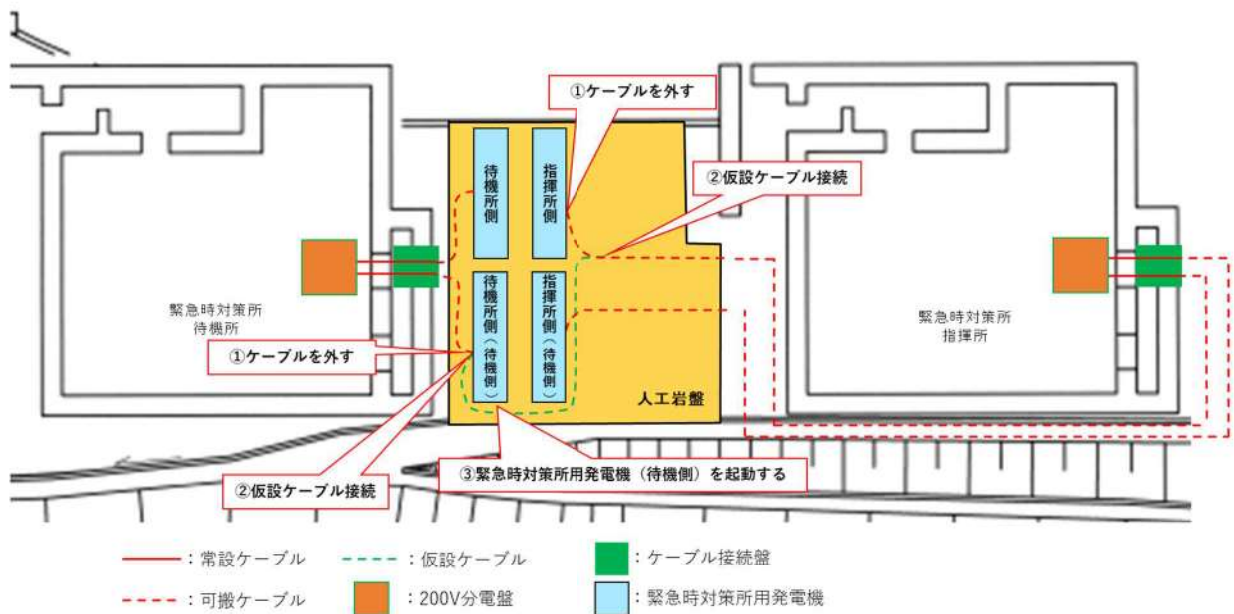 ①ケーブルを外す
②仮設ケーブル接続
待機所側
指揮所側
待機所側（待機側）
指揮所側（待機側）
緊急時対策所
待機所
緊急時対策所
指揮所
①ケーブルを外す
人工岩盤
②仮設ケーブル接続
③緊急時対策所用発電機（待機側）を起動する
：常設ケーブル
：仮設ケーブル
：ケーブル接続盤
：可搬ケーブル
：200V分電盤
：緊急時対策所用発電機